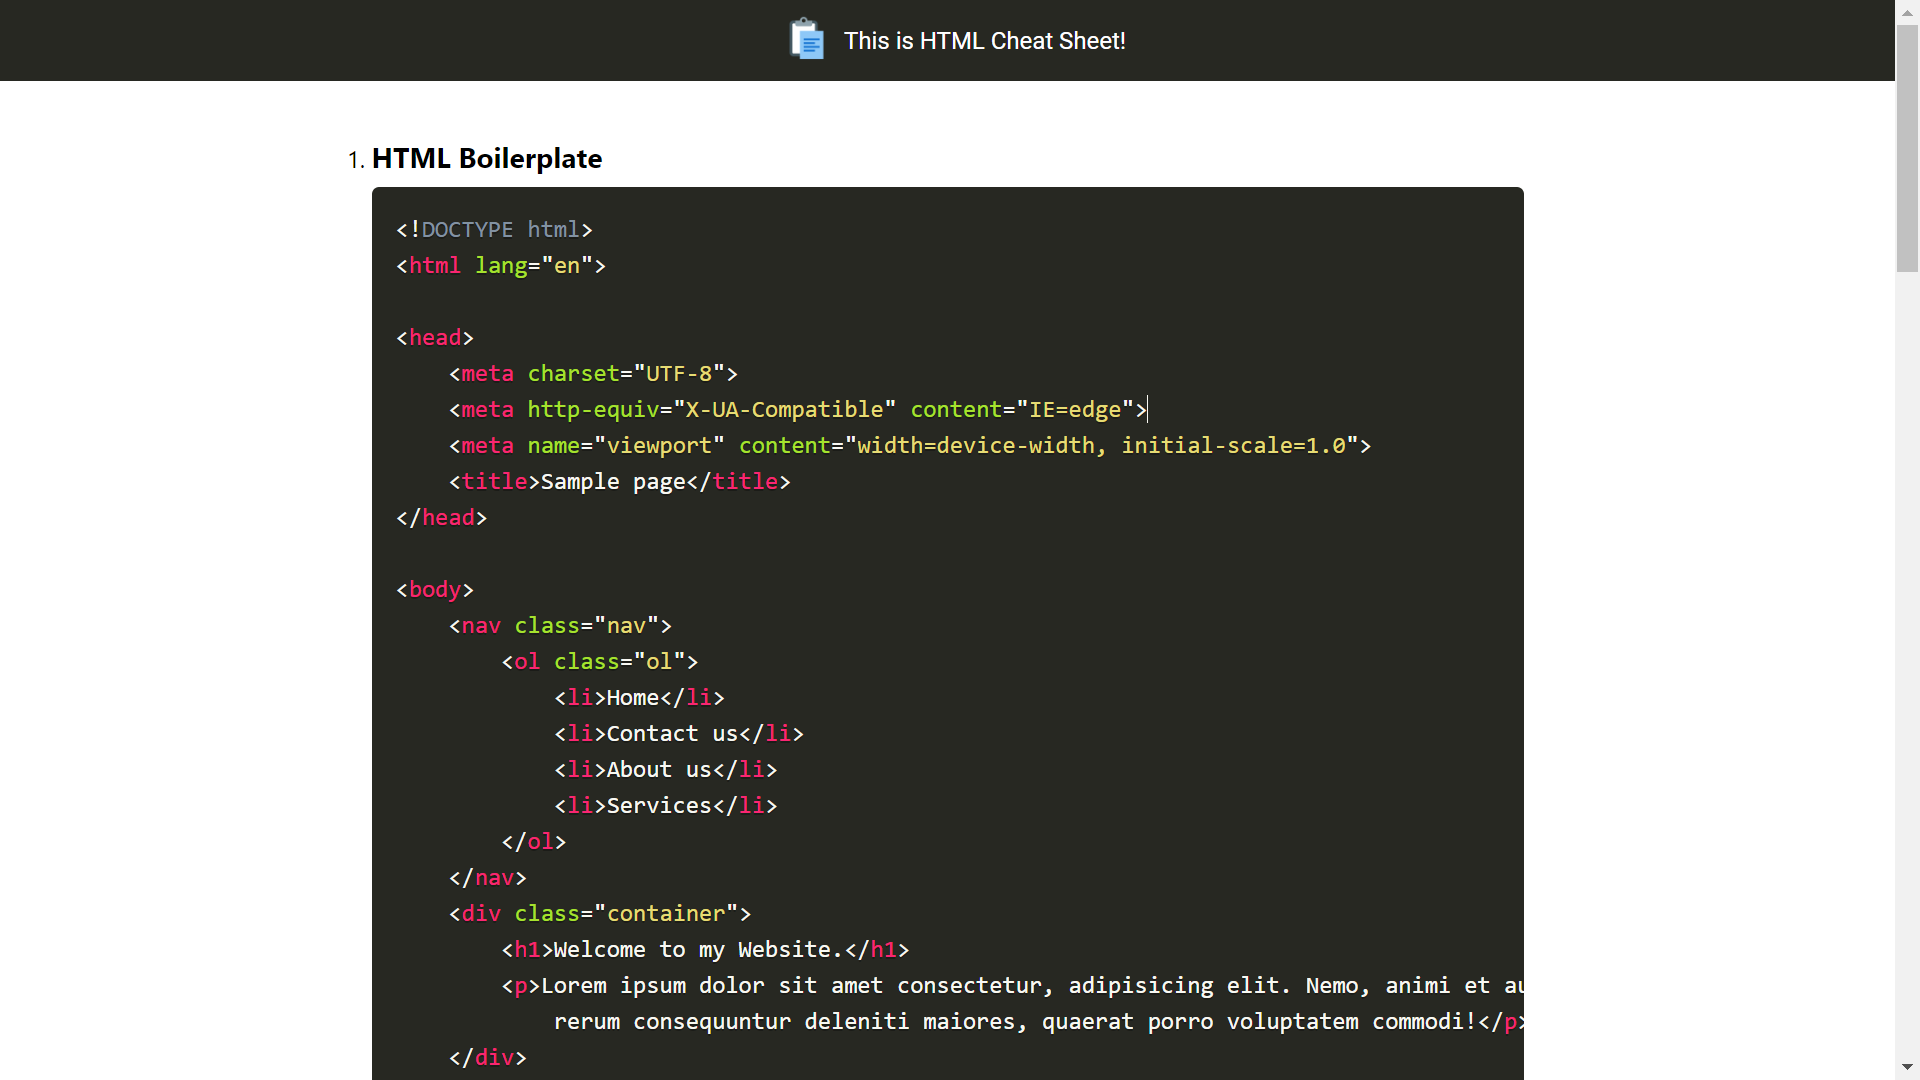 This is HTML Cheat Sheet!
1. HTML Boilerplate
<!DOCTYPE html>
<html lang="en">
<head>
    <meta charset="UTF-8">
    <meta http-equiv="X-UA-Compatible" content="IE=edge">
    <meta name="viewport" content="width=device-width, initial-scale=1.0">
    <title>Sample page</title>
</head>
<body>
    <nav class="nav">
        <ol class="ol">
            <li>Home</li>
            <li>Contact us</li>
            <li>About us</li>
            <li>Services</li>
        </ol>
    </nav>
    <div class="container">
        <h1>Welcome to my Website.</h1>
        <p>Lorem ipsum dolor sit amet consectetur, adipisicing elit. Nemo, animi et
            rerum consequuntur deleniti maiores, quaerat porro voluptatem commodi!</p>
    </div>